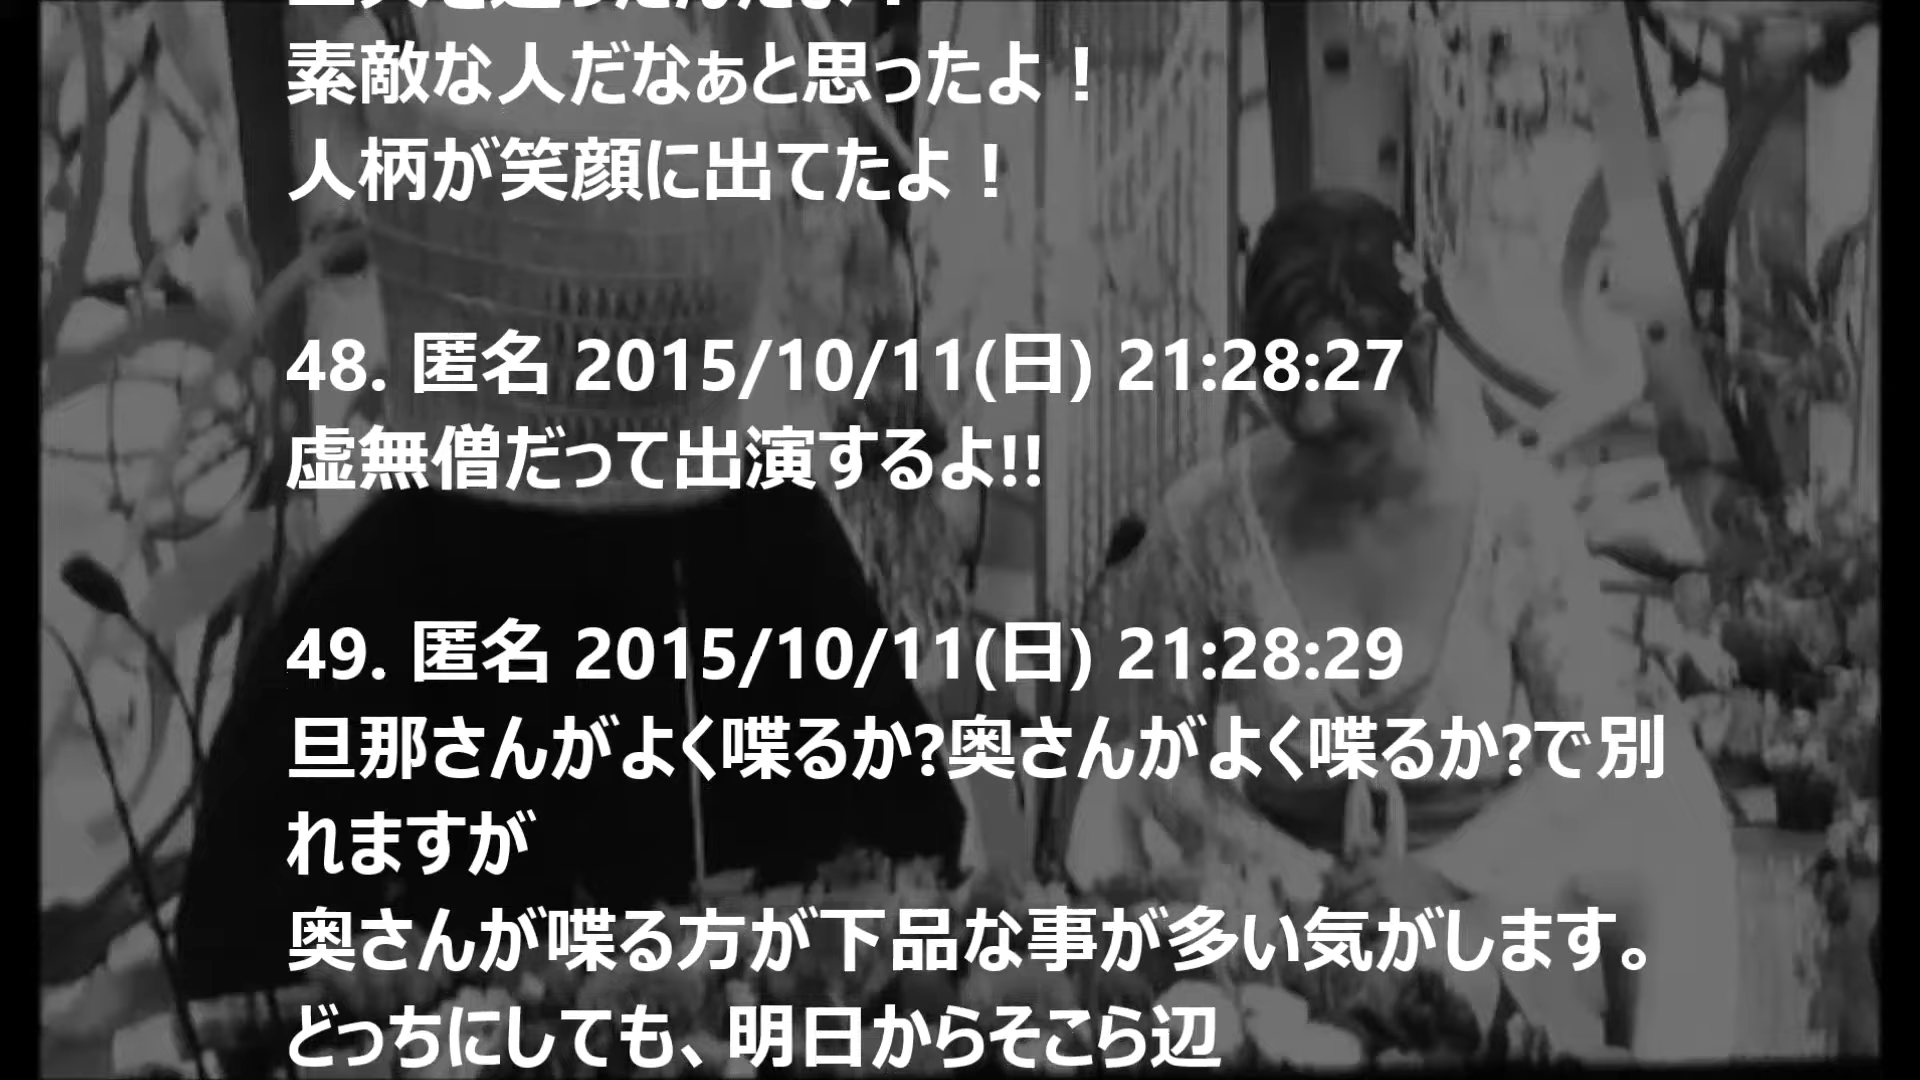 素敵な人だなぁと思ったよ！
人柄が笑顔に出てたよ！
48. 匿名 2015/10/11(日) 21:28:27
虚無僧だって出演するよ!!
49. 匿名 2015/10/11(日) 21:28:29
旦那さんがよく喋るか?奥さんがよく喋るか?で別
れますが
奥さんが喋る方が下品な事が多い気がします。
どっちにしても、明日からそこら辺